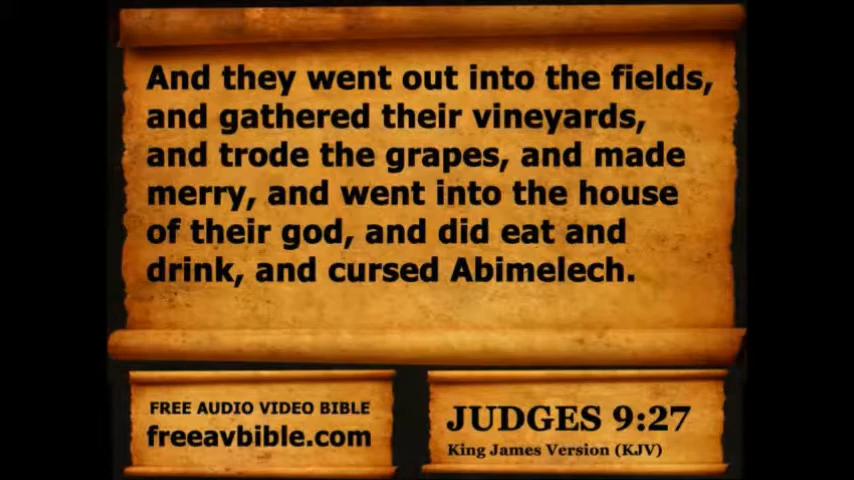 And they went out into the fields,
and gathered their vineyards,
and trode the grapes, and made
merry, and went into the house
of their god, and did eat and
drink, and cursed Abimelech.
FREE AUDIO VIDEO BIBLE
freeavbible.com
JUDGES 9:27
King James Version (KJV)